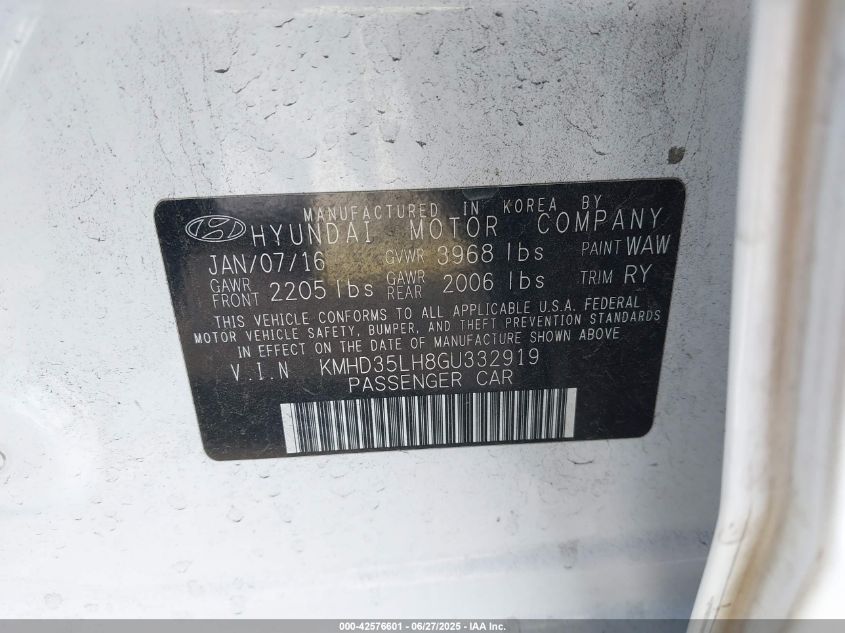 MANUFACTURED IN KOREA BY
HYUNDAI MOTOR COMPANY
JAN/07/16 GVWR 3968 lbs PAINT WAW
GAWR FRONT 2205 lbs GAWR REAR 2006 lbs TRIM RY
THIS VEHICLE CONFORMS TO ALL APPLICABLE U.S.A. FEDERAL
MOTOR VEHICLE SAFETY, BUMPER, AND THEFT PREVENTION STANDARDS
IN EFFECT ON THE DATE OF MANUFACTURE SHOWN ABOVE
V.I.N KMHD35LH8GU332919
PASSENGER CAR
000-42576601 - 06/27/2025 - IAA Inc.